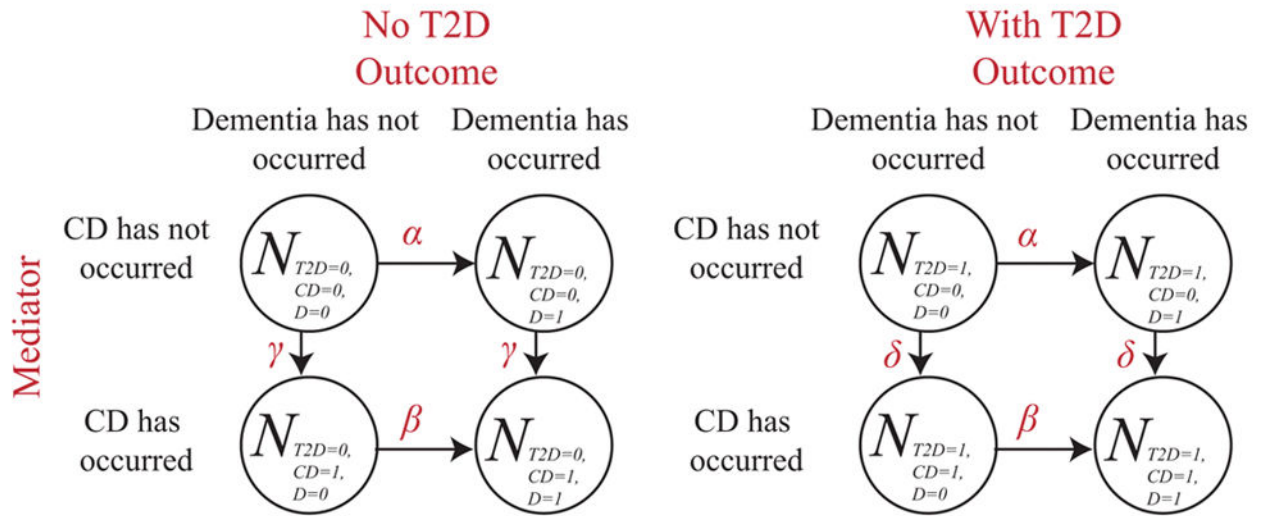 No T2D
Outcome
Dementia has not
occurred
Dementia has
occurred
Mediator
CD has not
occurred
N T2D=0,
CD=0,
D=0
α
N T2D=0,
CD=0,
D=1
γ
γ
CD has
occurred
N T2D=0,
CD=1,
D=0
β
N T2D=0,
CD=1,
D=1
With T2D
Outcome
Dementia has not
occurred
Dementia has
occurred
CD has not
occurred
N T2D=1,
CD=0,
D=0
α
N T2D=1,
CD=0,
D=1
δ
δ
CD has
occurred
N T2D=1,
CD=1,
D=0
β
N T2D=1,
CD=1,
D=1